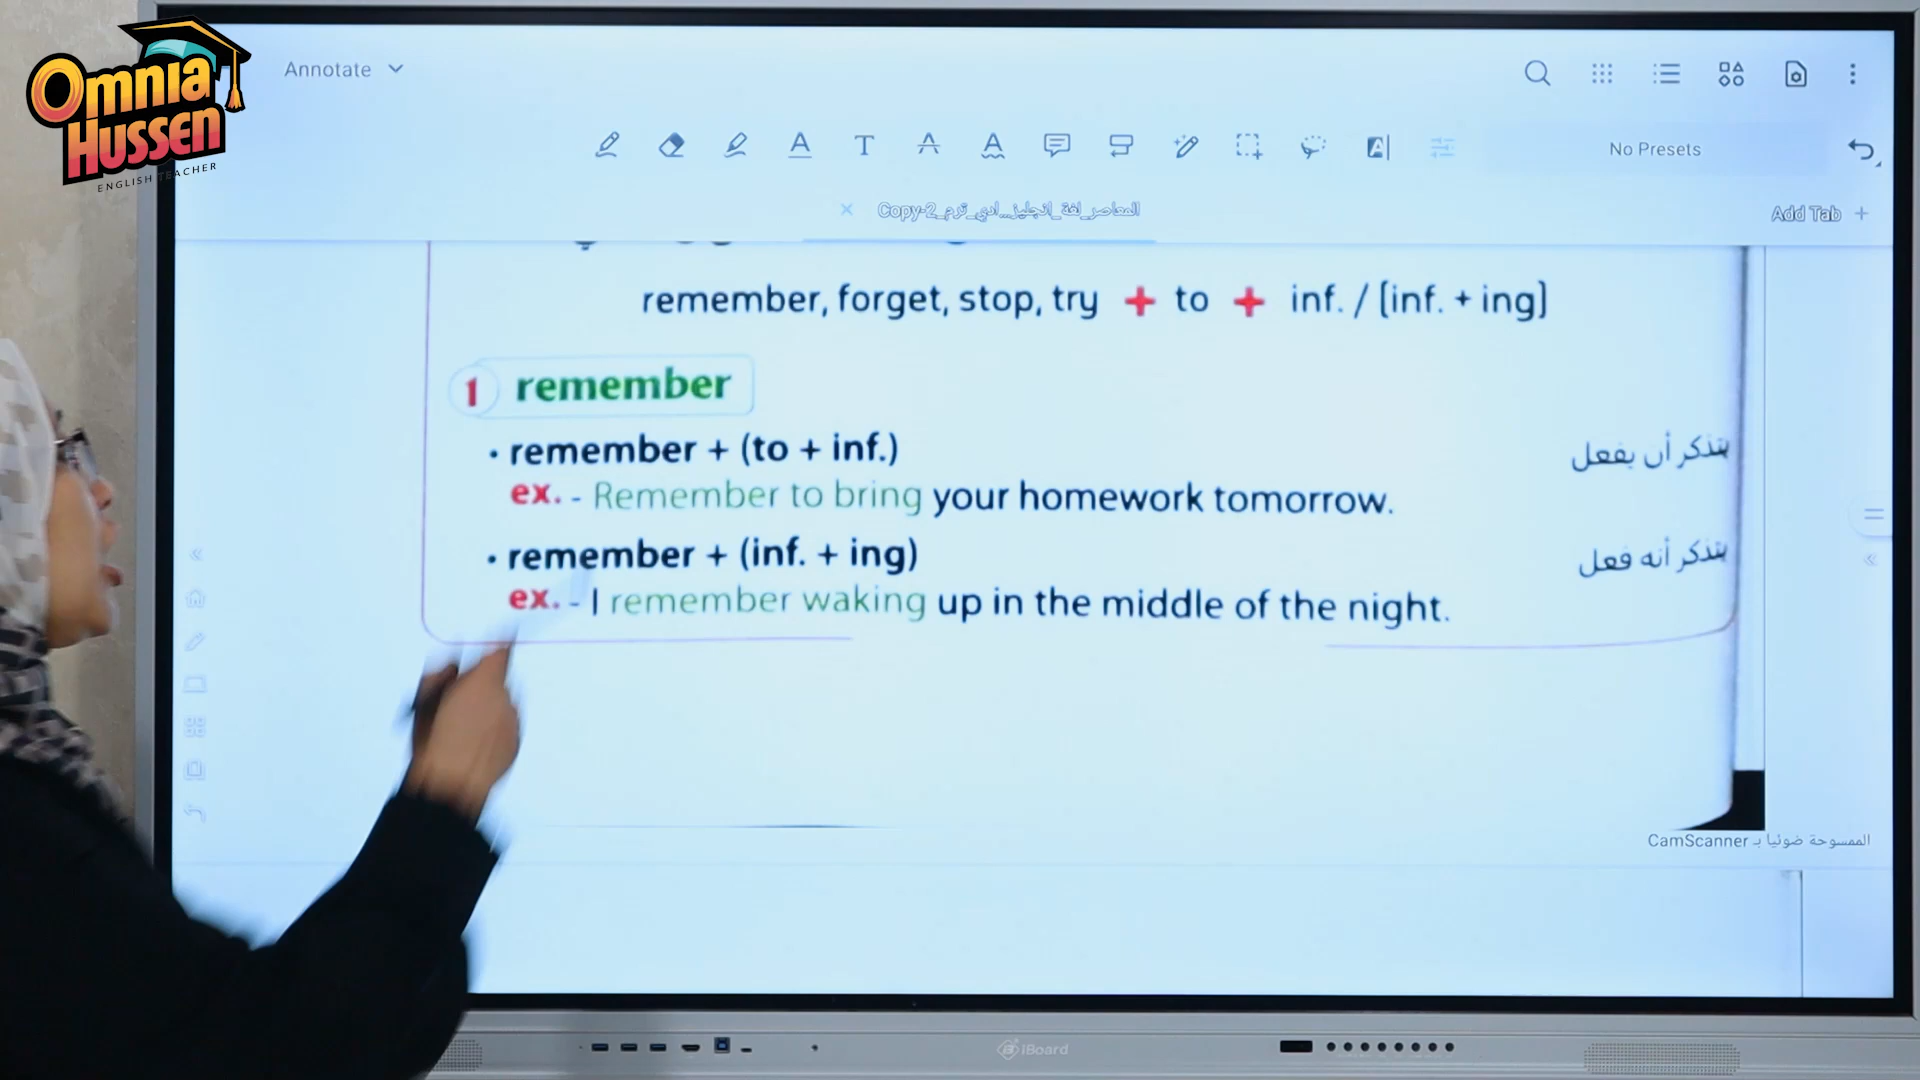 Omnia
Hussen
ENGLISH TEACHER
Annotate
No Presets
المعاصر_لغة_إنجليز...ادي_ترم_2-Copy
Add Tab
remember, forget, stop, try + to + inf. / [inf. + ing]
1 remember
• remember + (to + inf.) يتذكر أن يفعل
ex. - Remember to bring your homework tomorrow.
• remember + (inf. + ing) يتذكر أنه فعل
ex. - I remember waking up in the middle of the night.
الممسوحة ضوئيا بـ CamScanner
iBoard